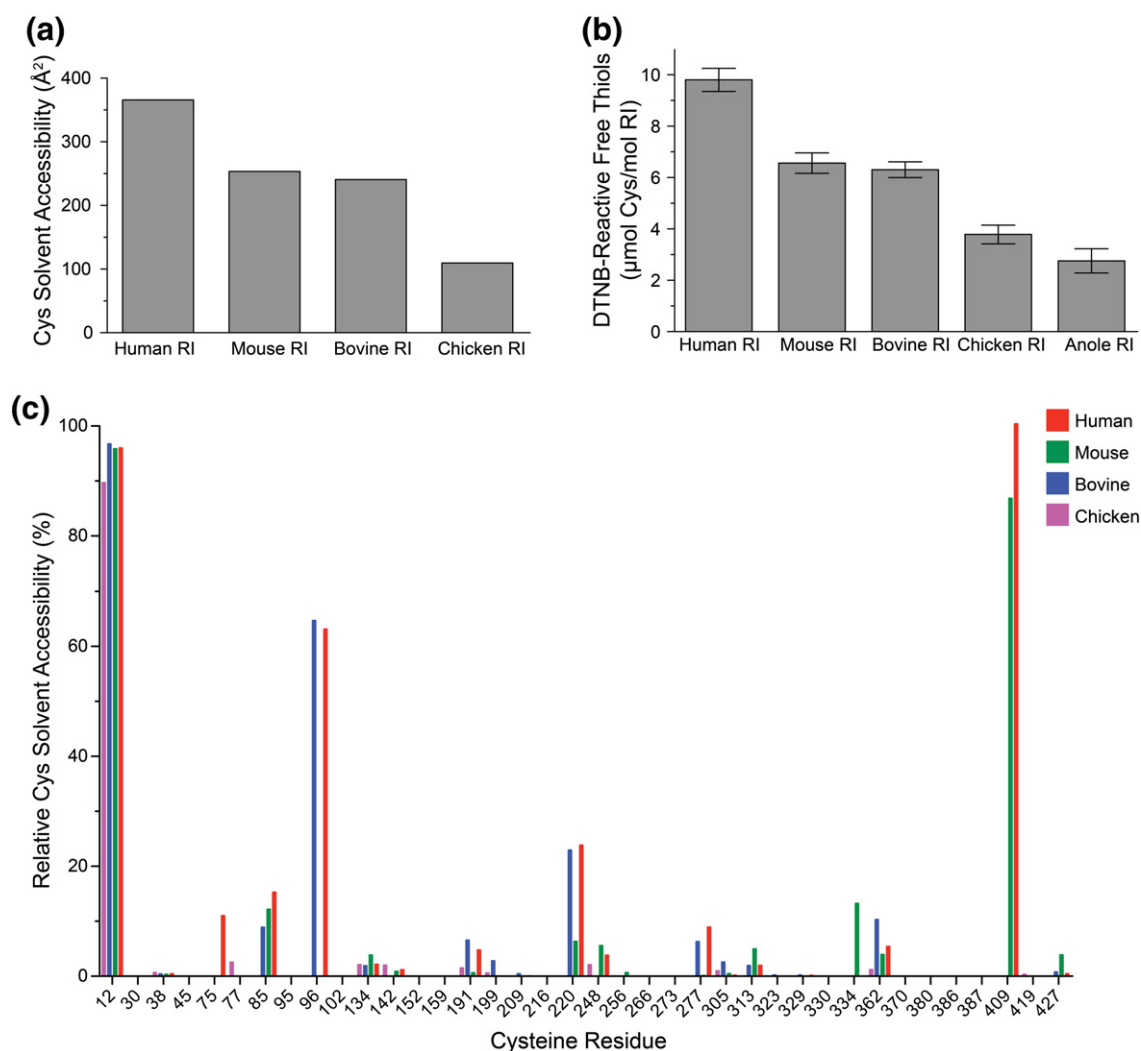 (a)
Cys Solvent Accessibility (Å²)
400
300
200
100
0
Human RI
Mouse RI
Bovine RI
Chicken RI
(b)
DTNB-Reactive Free Thiols
(µmol Cys/mol RI)
10
8
6
4
2
0
Human RI
Mouse RI
Bovine RI
Chicken RI
Anole RI
(c)
Relative Cys Solvent Accessibility (%)
100
80
60
40
20
0
Human
Mouse
Bovine
Chicken
12
30
38
45
75
77
85
95
96
102
134
142
152
159
191
199
209
216
220
248
256
266
273
277
305
313
323
329
330
334
362
370
380
386
387
409
419
427
Cysteine Residue